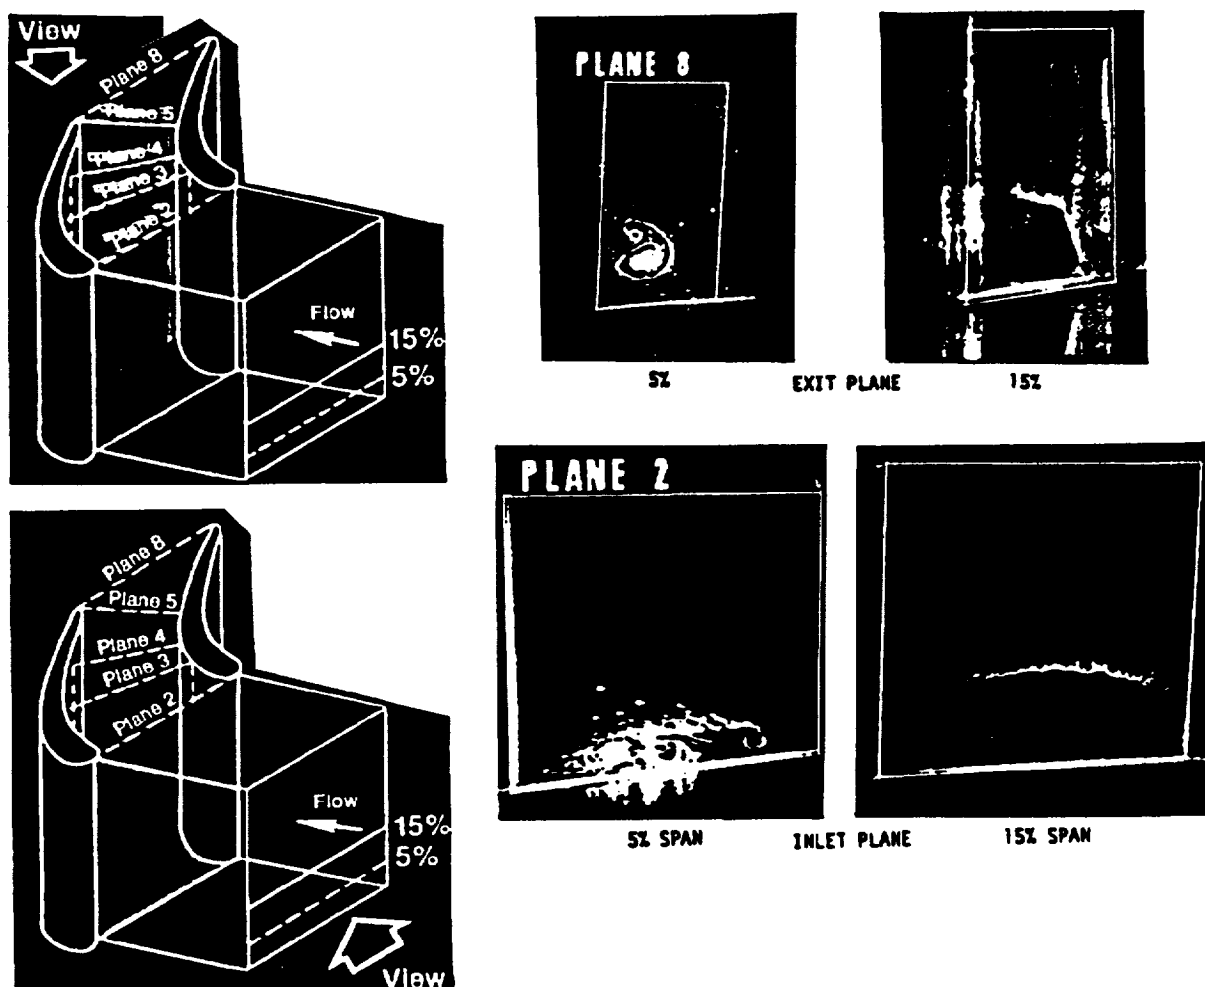 View
Plane 8
Plane 5
Plane 4
Plane 3
Plane 2
Flow
15%
5%
PLANE 8
5%
EXIT PLANE
15%
Plane 8
Plane 5
Plane 4
Plane 3
Plane 2
Flow
15%
5%
View
PLANE 2
5% SPAN
INLET PLANE
15% SPAN